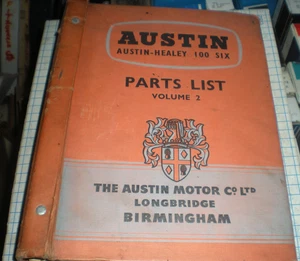 AUSTIN
AUSTIN-HEALEY 100 SIX
PARTS LIST
VOLUME 2
THE AUSTIN MOTOR Cº LTD
LONGBRIDGE
BIRMINGHAM